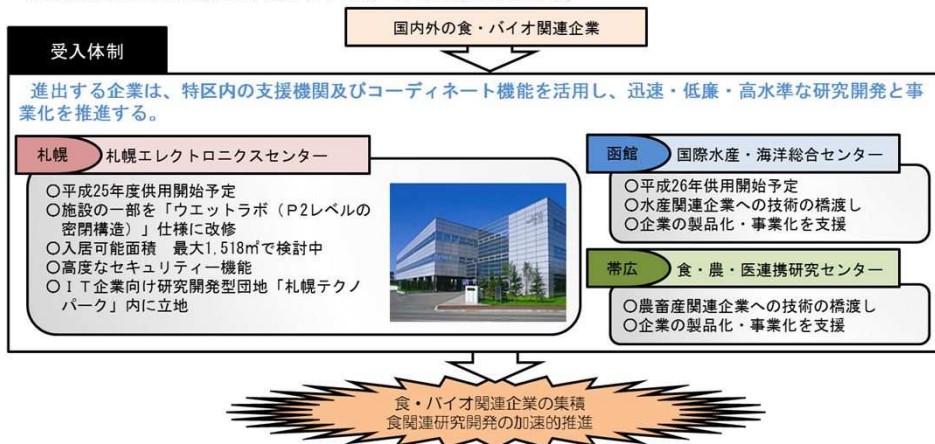 国内外の食・バイオ関連企業
受入体制
進出する企業は、特区内の支援機関及びコーディネート機能を活用し、迅速・低廉・高水準な研究開発と事
業化を推進する。
札幌 札幌エレクトロニクスセンター
○平成25年度供用開始予定
○施設の一部を「ウエットラボ（P2レベルの
密閉構造）」仕様に改修
○入居可能面積　最大1,518㎡で検討中
○高度なセキュリティー機能
○ＩＴ企業向け研究開発型団地「札幌テクノ
パーク」内に立地
函館 国際水産・海洋総合センター
○平成26年供用開始予定
○水産関連企業への技術の橋渡し
○企業の製品化・事業化を支援
帯広 食・農・医連携研究センター
○農畜産関連企業への技術の橋渡し
○企業の製品化・事業化を支援
食・バイオ関連企業の集積
食関連研究開発の加速的推進